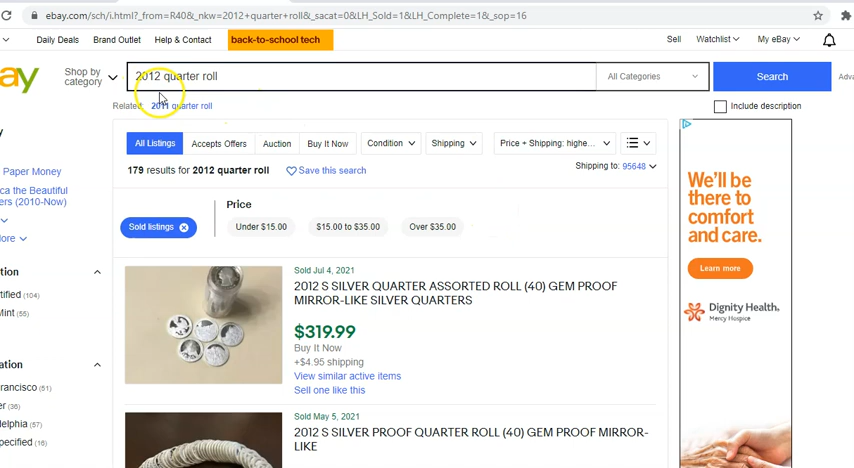 ebay.com/sch/i.html?_from=R40&_nkw=2012+quarter+roll&_sacat=0&LH_Sold=1&LH_Complete=1&_sop=16
Daily Deals Brand Outlet Help & Contact back-to-school tech Sell Watchlist My eBay
ay Shop by category 2012 quarter roll All Categories Search Adva
Related: 2011 quarter roll Include description
y
All Listings Accepts Offers Auction Buy It Now Condition Shipping Price + Shipping: highe...
Paper Money 179 results for 2012 quarter roll Save this search Shipping to: 95648
ca the Beautiful
ers (2010-Now)
ore
Price
Sold listings Under $15.00 $15.00 to $35.00 Over $35.00
tion
tified (104)
Mint (55)
ation
rancisco (51)
er (36)
delphia (57)
pecified (16)
Sold Jul 4, 2021
2012 S SILVER QUARTER ASSORTED ROLL (40) GEM PROOF
MIRROR-LIKE SILVER QUARTERS
$319.99
Buy It Now
+$4.95 shipping
View similar active items
Sell one like this
Sold May 5, 2021
2012 S SILVER PROOF QUARTER ROLL (40) GEM PROOF MIRROR-
LIKE
We'll be
there to
comfort
and care.
Learn more
Dignity Health.
Mercy Hospice